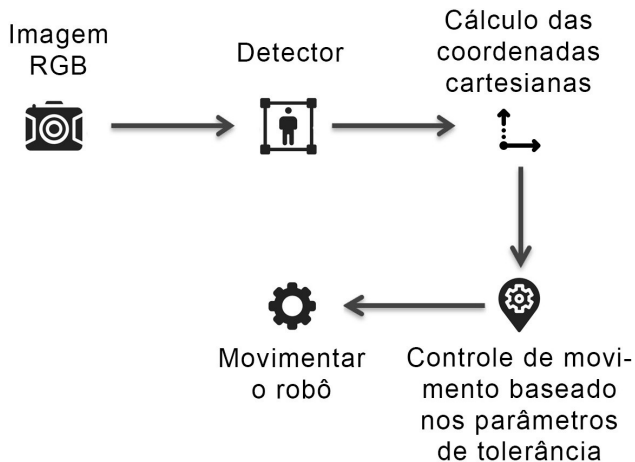 Imagem
RGB
Detector
Cálculo das
coordenadas
cartesianas
Movimentar
o robô
Controle de movi-
mento baseado
nos parâmetros
de tolerância